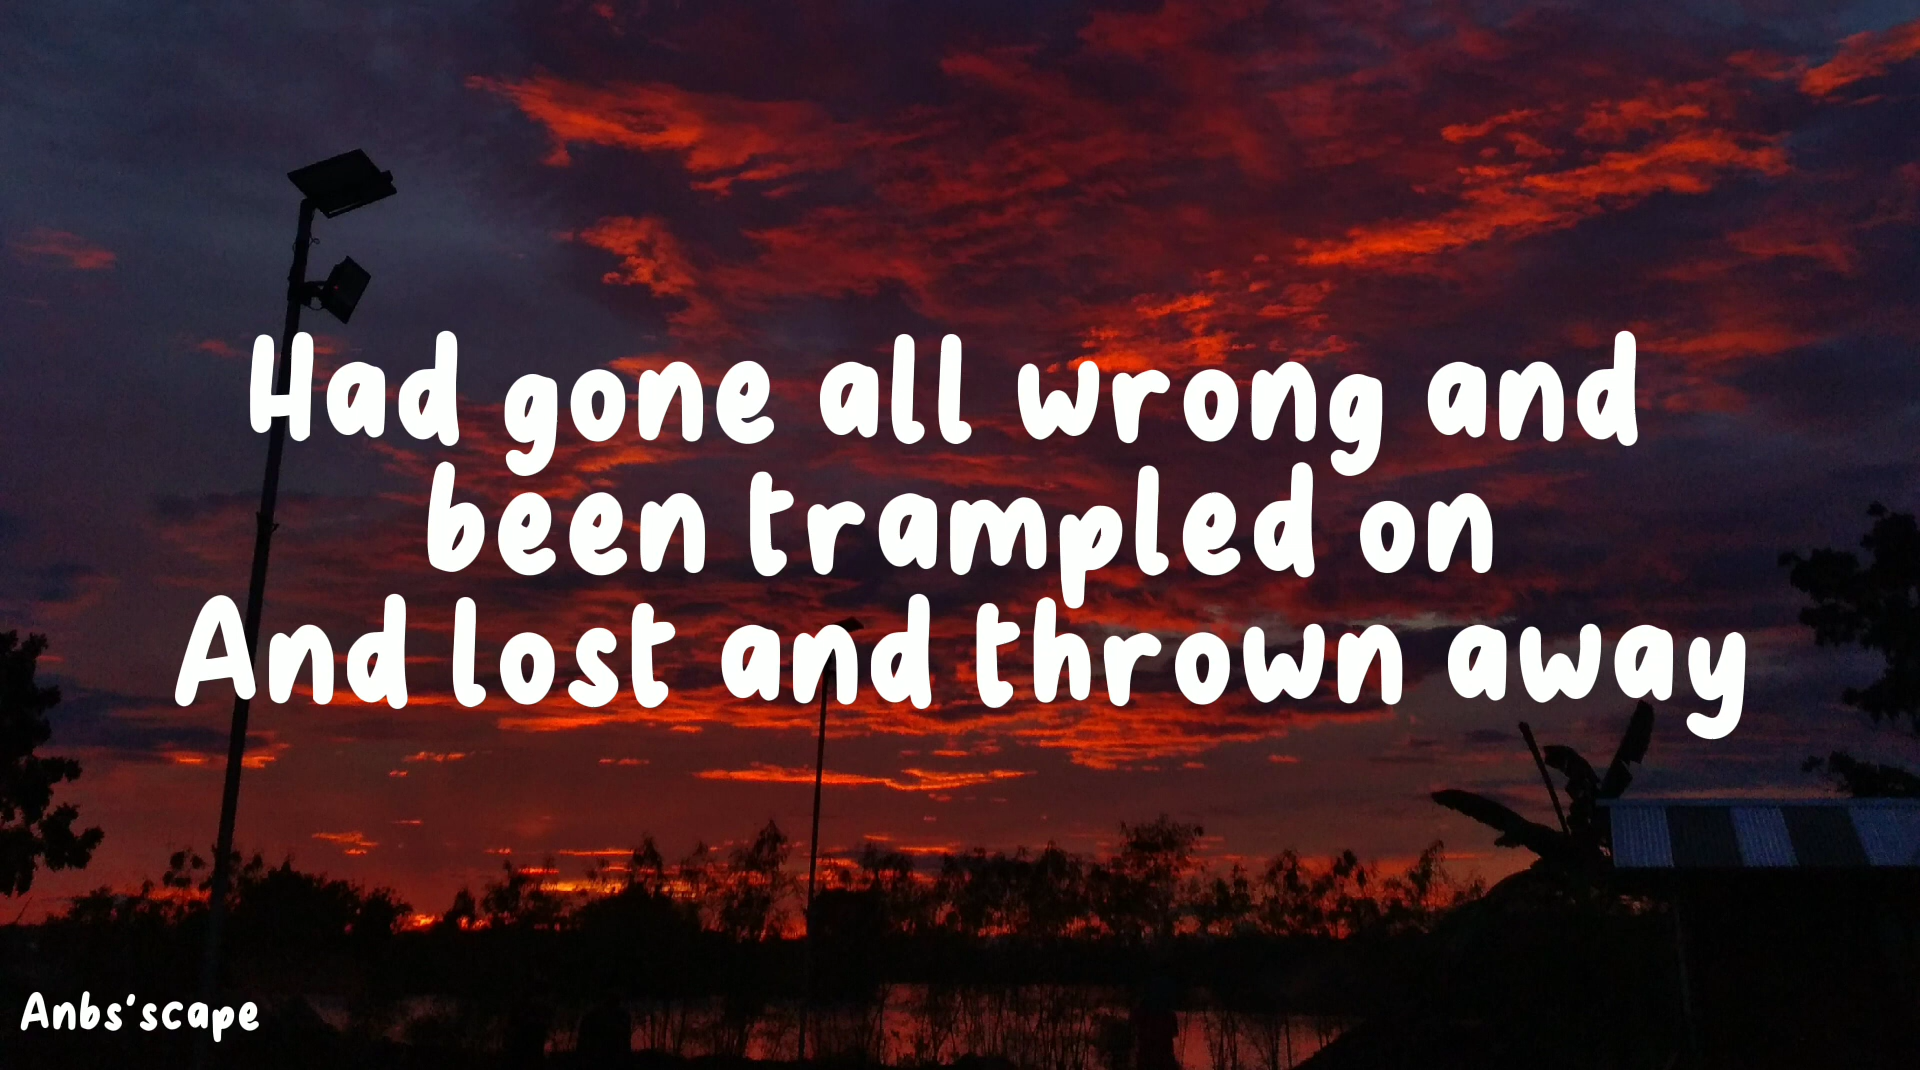 Had gone all wrong and
been trampled on
And lost and thrown away
Anbs'scape